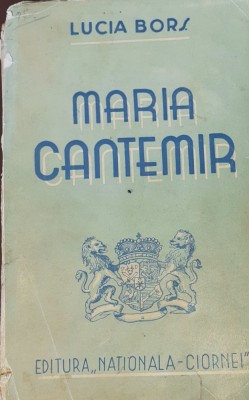 LUCIA BORȘ
MARIA
CANTEMIR
EDITURA „NAȚIONALA-CIORNEI"